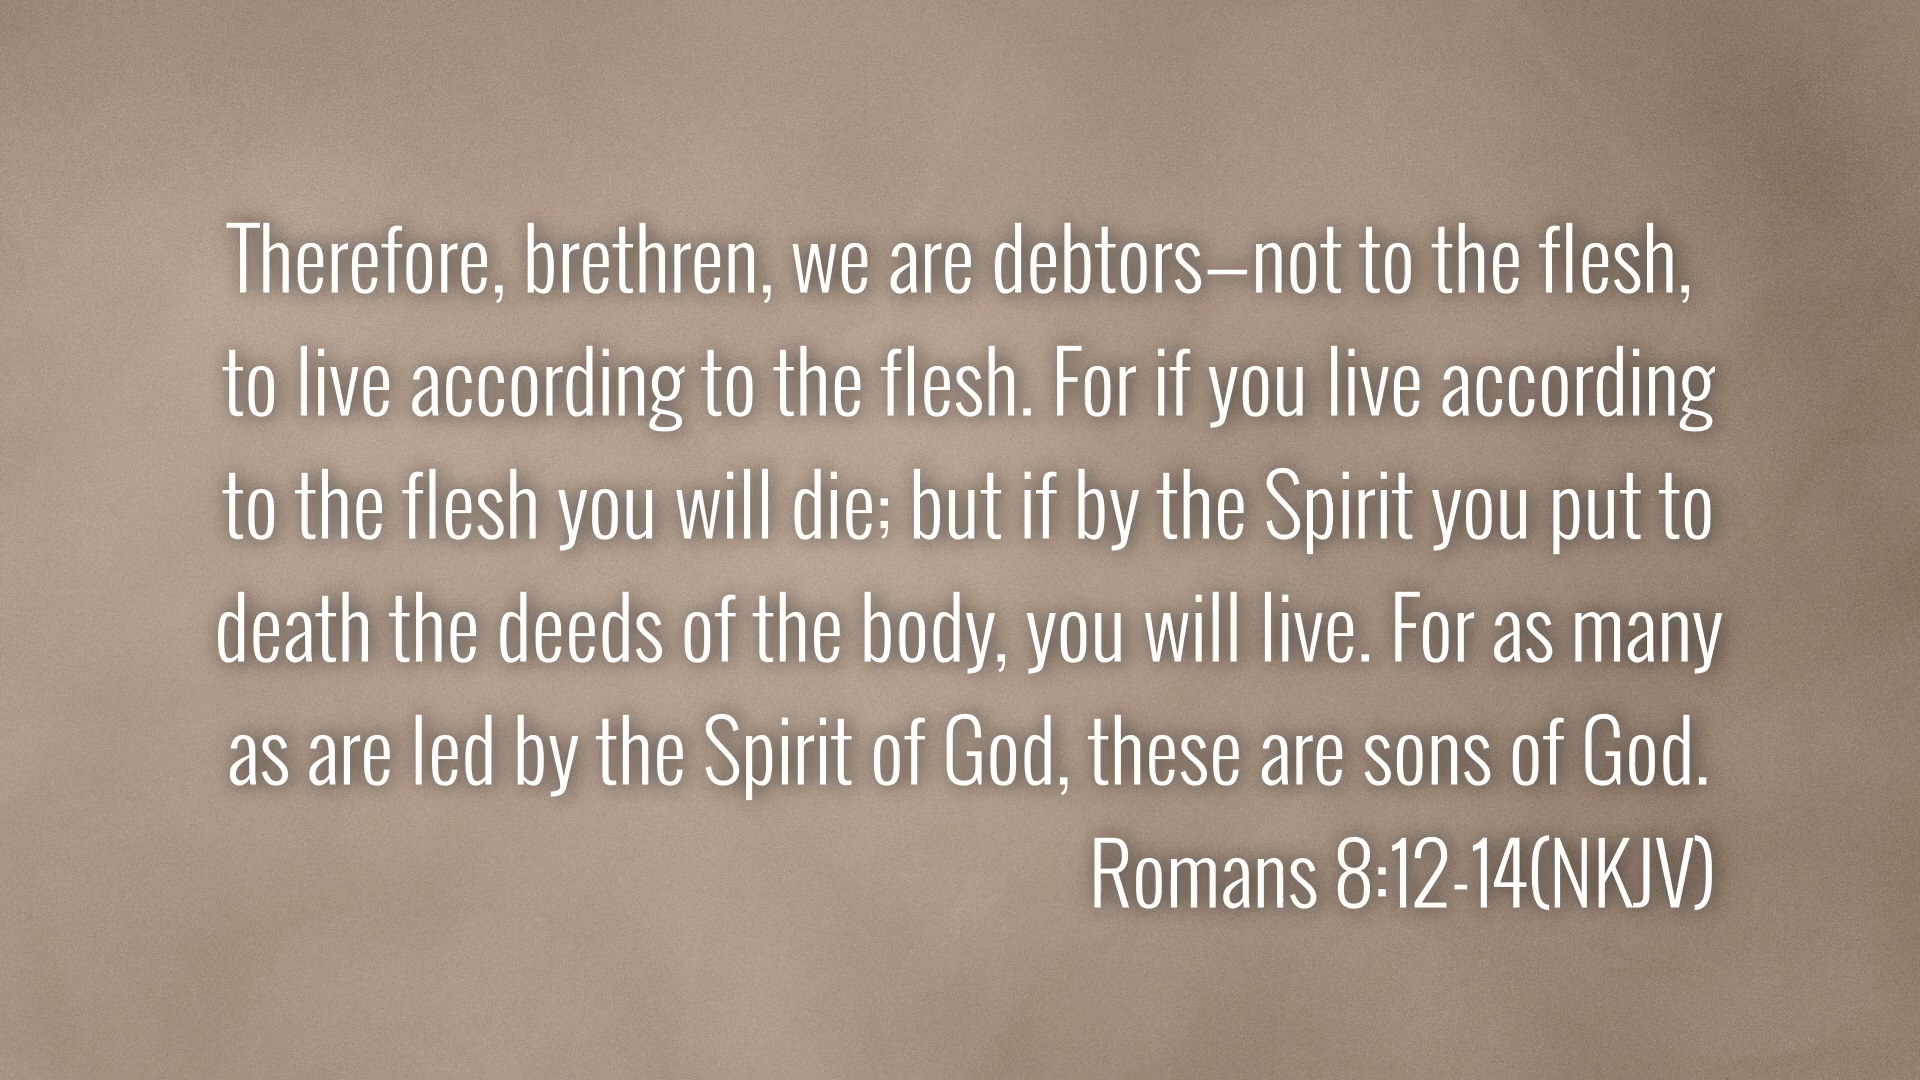 Therefore, brethren, we are debtors—not to the flesh,
to live according to the flesh. For if you live according
to the flesh you will die; but if by the Spirit you put to
death the deeds of the body, you will live. For as many
as are led by the Spirit of God, these are sons of God.
Romans 8:12-14(NKJV)